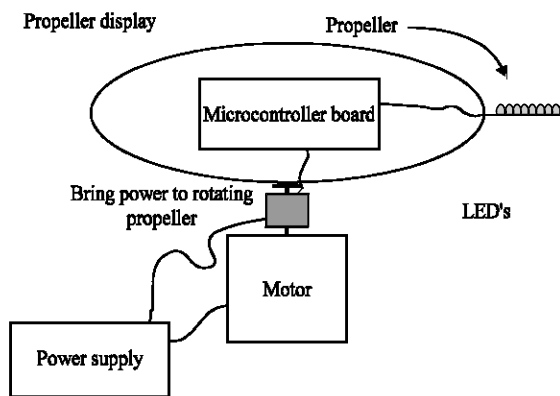 Propeller display
Propeller
Microcontroller board
Bring power to rotating
propeller
LED's
Motor
Power supply